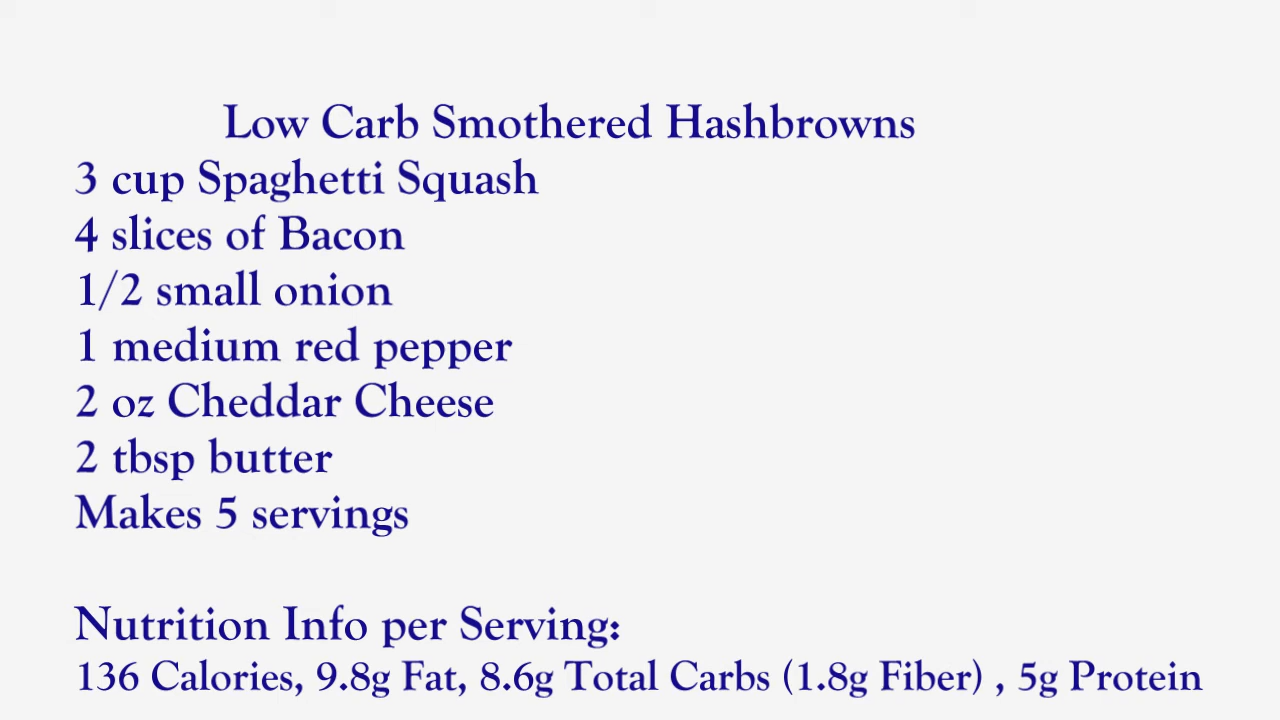 Low Carb Smothered Hashbrowns
3 cup Spaghetti Squash
4 slices of Bacon
1/2 small onion
1 medium red pepper
2 oz Cheddar Cheese
2 tbsp butter
Makes 5 servings
Nutrition Info per Serving:
136 Calories, 9.8g Fat, 8.6g Total Carbs (1.8g Fiber) , 5g Protein